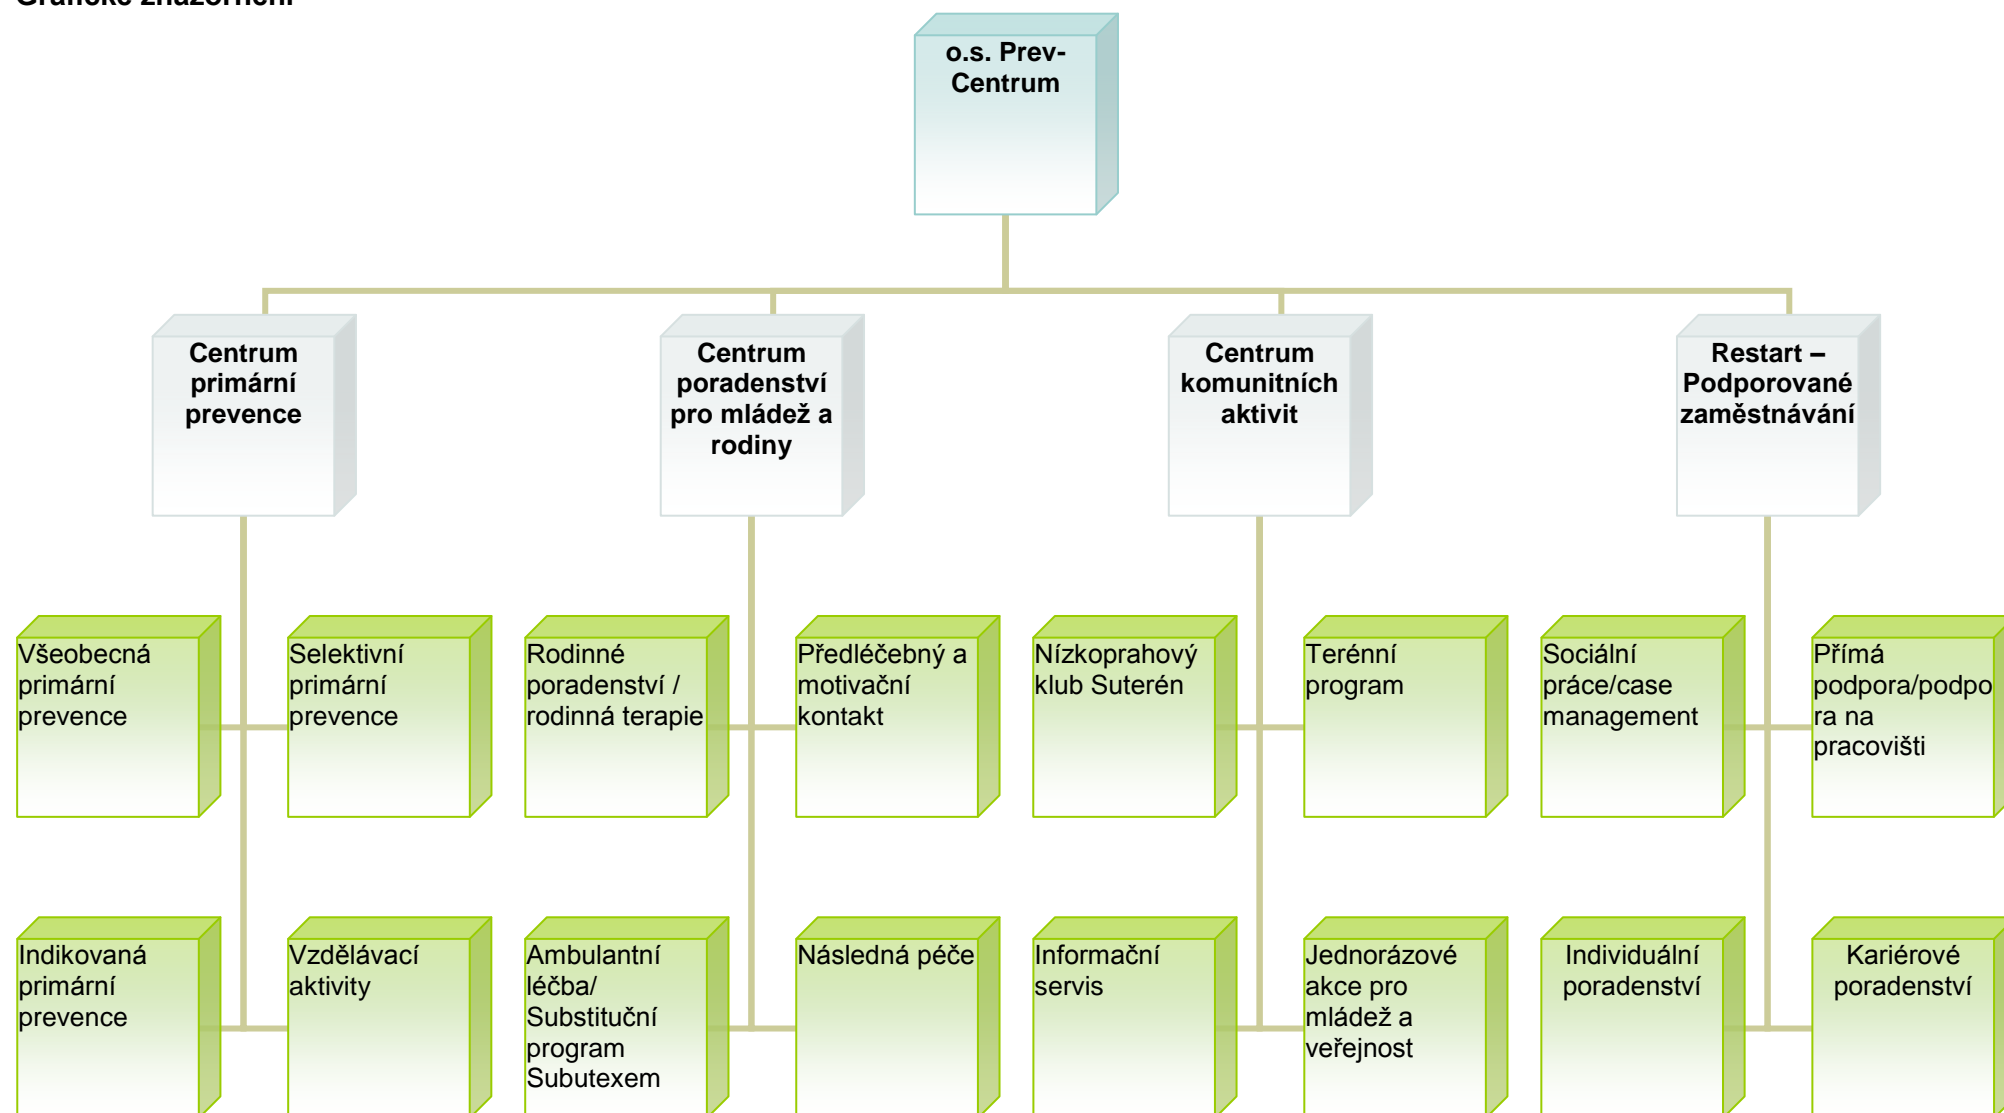 Grafické znázornění
o.s. Prev-
Centrum
Centrum
primární
prevence
Centrum
poradenství
pro mládež a
rodiny
Centrum
komunitních
aktivit
Restart –
Podporované
zaměstnávání
Všeobecná
primární
prevence
Selektivní
primární
prevence
Rodinné
poradenství /
rodinná terapie
Předléčebný a
motivační
kontakt
Nízkoprahový
klub Suterén
Terénní
program
Sociální
práce/case
management
Přímá
podpora/podpo
ra na
pracovišti
Indikovaná
primární
prevence
Vzdělávací
aktivity
Ambulantní
léčba/
Substituční
program
Subutexem
Následná péče
Informační
servis
Jednorázové
akce pro
mládež a
veřejnost
Individuální
poradenství
Kariérové
poradenství